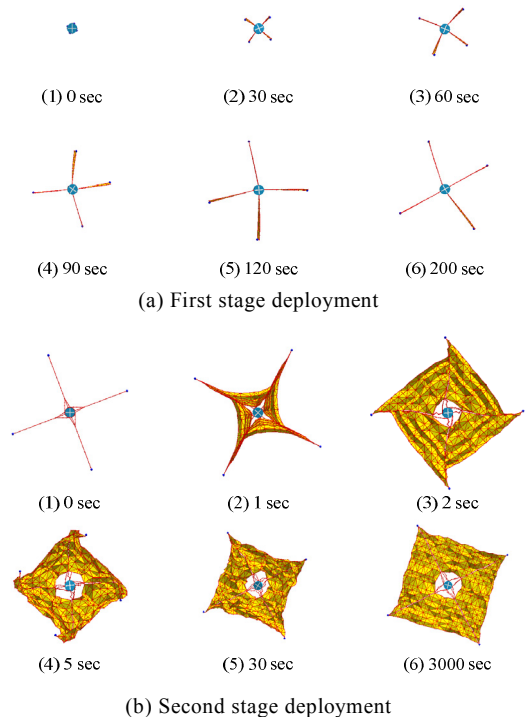 (1) 0 sec (2) 30 sec (3) 60 sec
(4) 90 sec (5) 120 sec (6) 200 sec
(a) First stage deployment
(1) 0 sec (2) 1 sec (3) 2 sec
(4) 5 sec (5) 30 sec (6) 3000 sec
(b) Second stage deployment